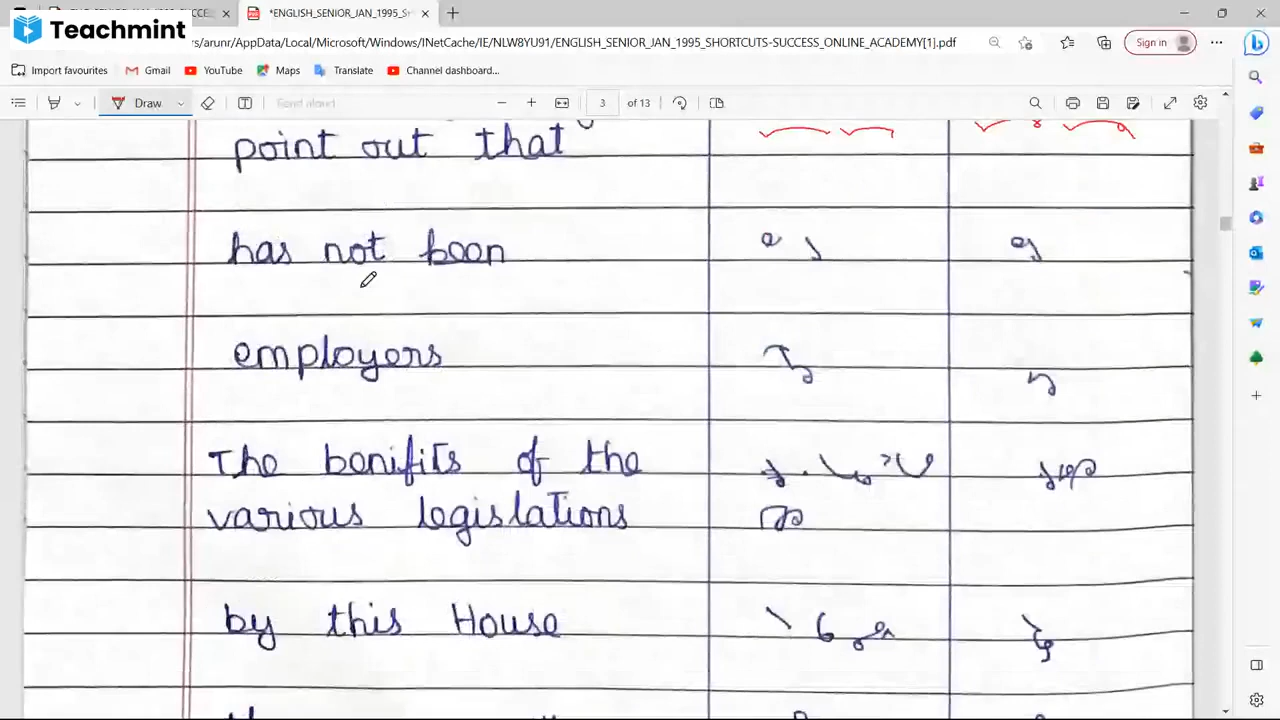 *ENGLISH_SENIOR_JAN_1995_S
Teachmint
s/arunr/AppData/Local/Microsoft/Windows/INetCache/IE/NLW8YU91/ENGLISH_SENIOR_JAN_1995_SHORTCUTS-SUCCESS_ONLINE_ACADEMY[1].pdf
Sign in
Import favourites Gmail YouTube Maps Translate Channel dashboard...
Draw Read aloud 3 of 13
point out that
has not been
employers
The benifits of the
various legislations
by this House